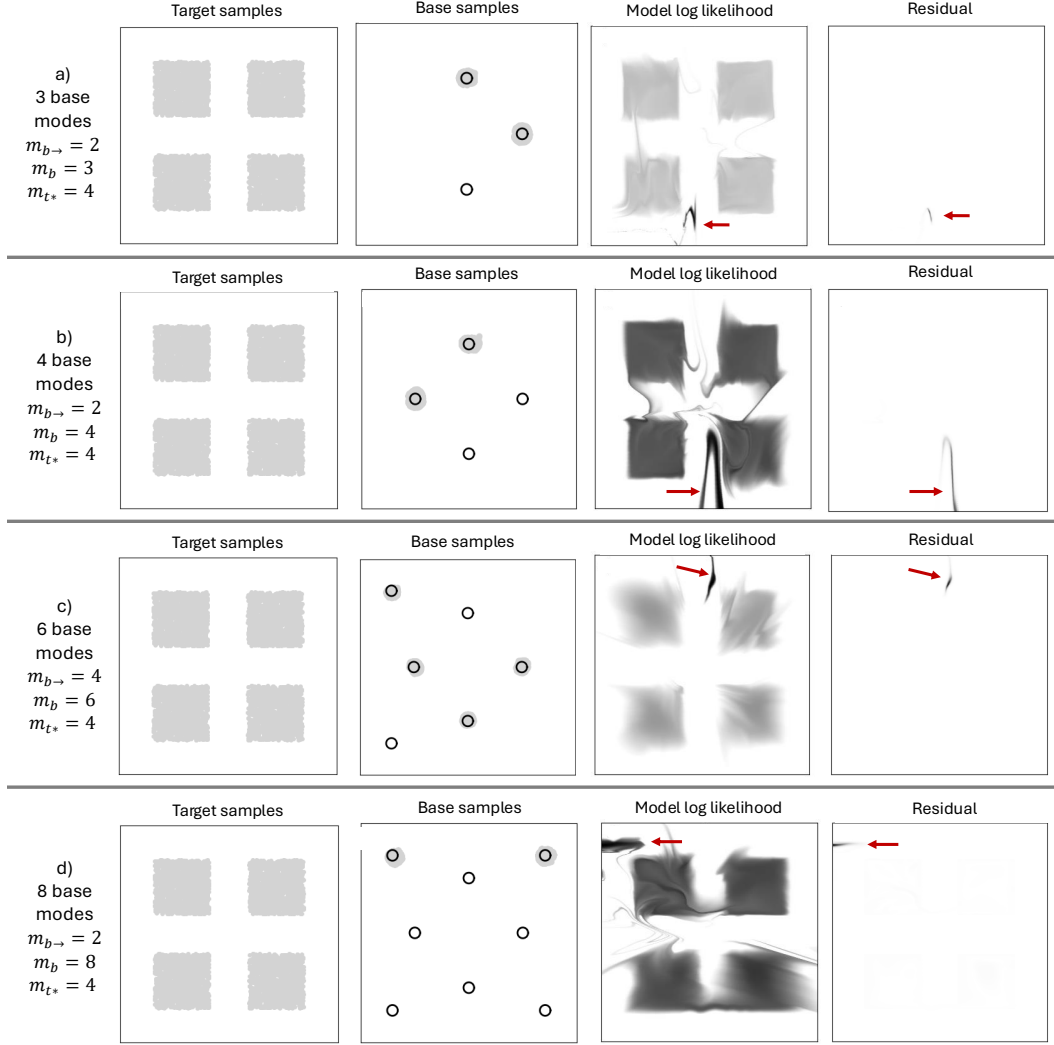 Target samples Base samples Model log likelihood Residual
a)
3 base
modes
m_{b→} = 2
m_b = 3
m_{t*} = 4
Target samples Base samples Model log likelihood Residual
b)
4 base
modes
m_{b→} = 2
m_b = 4
m_{t*} = 4
Target samples Base samples Model log likelihood Residual
c)
6 base
modes
m_{b→} = 4
m_b = 6
m_{t*} = 4
Target samples Base samples Model log likelihood Residual
d)
8 base
modes
m_{b→} = 2
m_b = 8
m_{t*} = 4